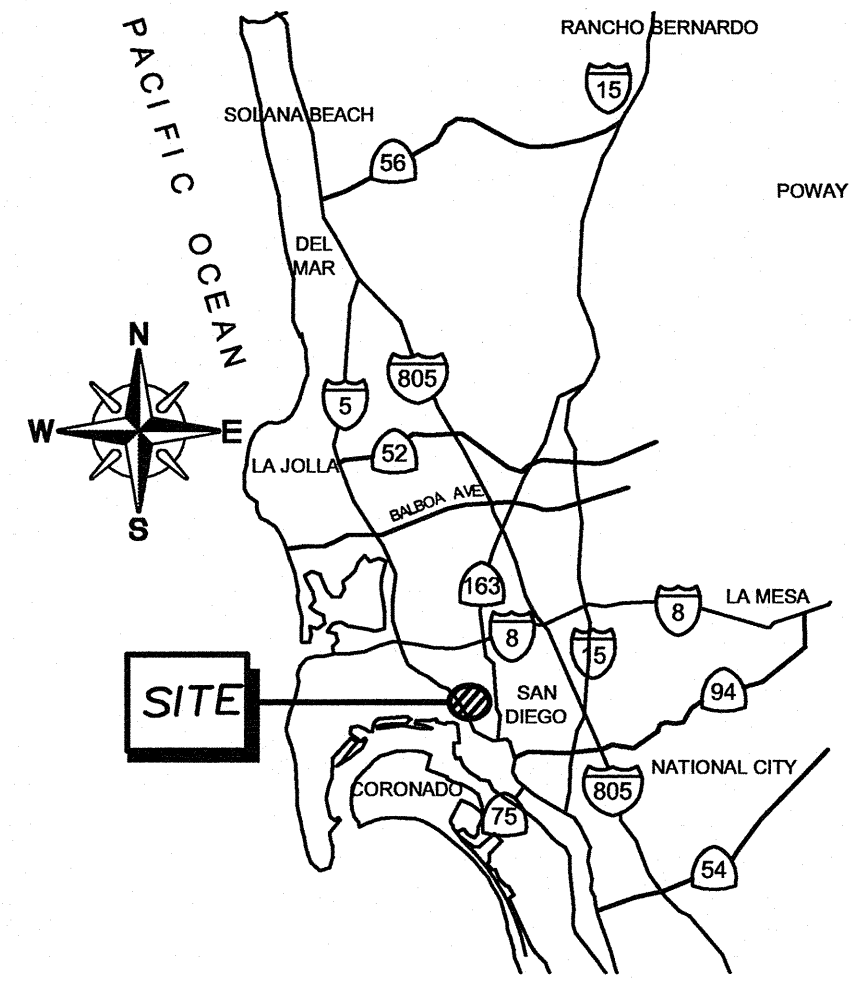 RANCHO BERNARDO
PACIFIC OCEAN
15
SOLANA BEACH
56
POWAY
DEL
MAR
N
805
5
W
E
52
LA JOLLA
BALBOA AVE.
S
163
8
LA MESA
8
15
SITE
SAN
DIEGO
94
NATIONAL CITY
CORONADO
805
75
54